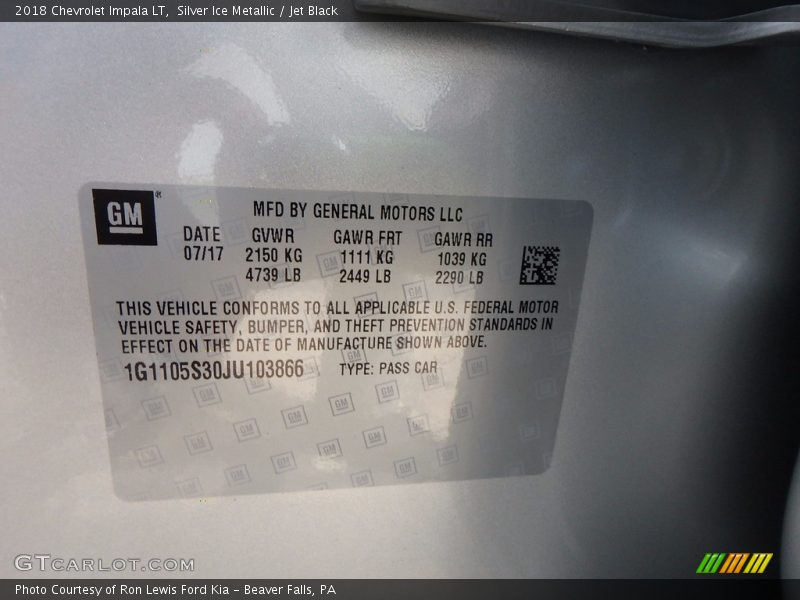 2018 Chevrolet Impala LT, Silver Ice Metallic / Jet Black
GM®
MFD BY GENERAL MOTORS LLC
DATE GVWR GAWR FRT GAWR RR
07/17 2150 KG 1111 KG 1039 KG
4739 LB 2449 LB 2290 LB
THIS VEHICLE CONFORMS TO ALL APPLICABLE U.S. FEDERAL MOTOR
VEHICLE SAFETY, BUMPER, AND THEFT PREVENTION STANDARDS IN
EFFECT ON THE DATE OF MANUFACTURE SHOWN ABOVE.
1G1105S30JU103866 TYPE: PASS CAR
GTCARLOT.COM
Photo Courtesy of Ron Lewis Ford Kia – Beaver Falls, PA